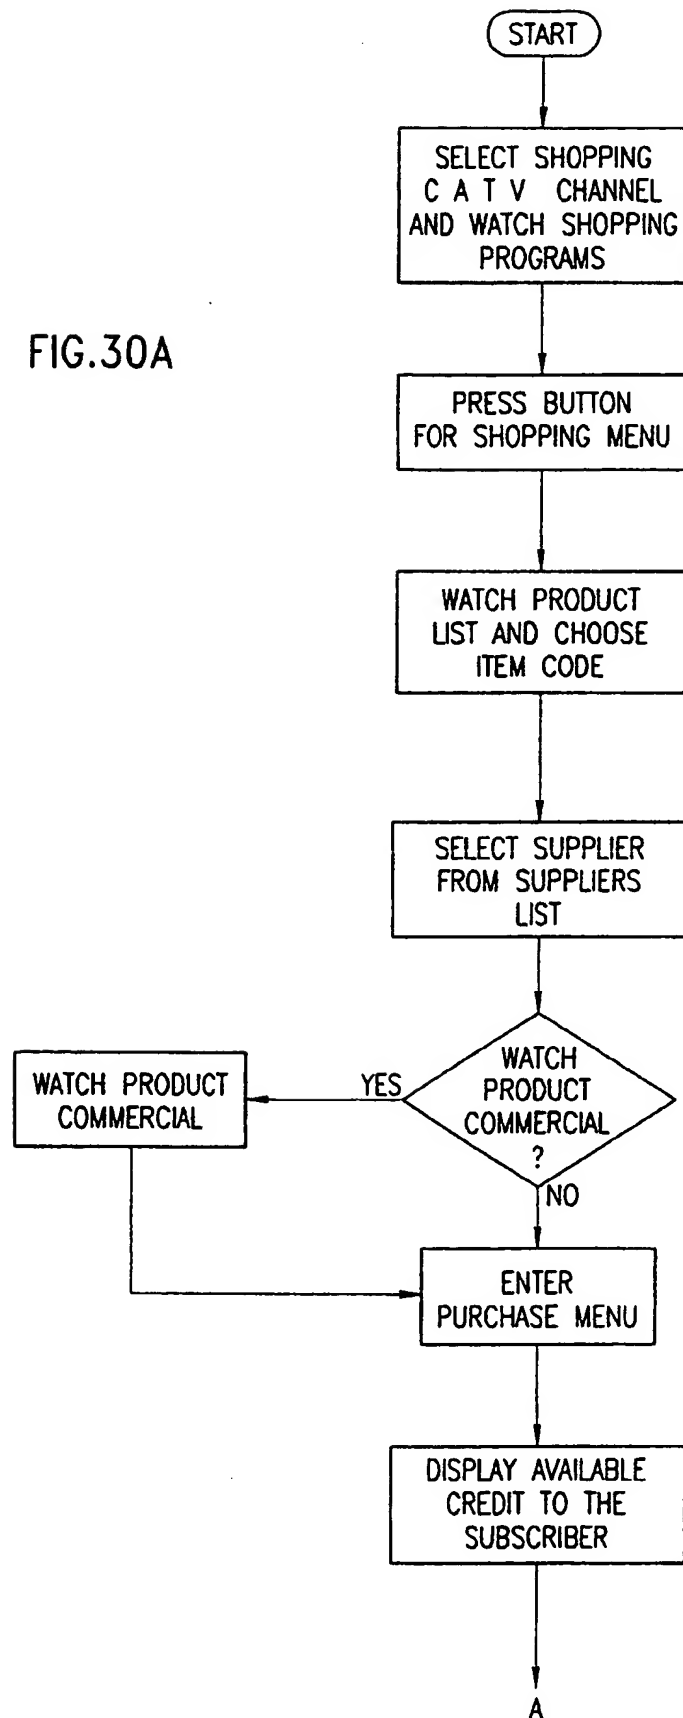 START
SELECT SHOPPING
C A T V CHANNEL
AND WATCH SHOPPING
PROGRAMS
FIG.30A
PRESS BUTTON
FOR SHOPPING MENU
WATCH PRODUCT
LIST AND CHOOSE
ITEM CODE
SELECT SUPPLIER
FROM SUPPLIERS
LIST
WATCH
PRODUCT
COMMERCIAL
?
YES
WATCH PRODUCT
COMMERCIAL
NO
ENTER
PURCHASE MENU
DISPLAY AVAILABLE
CREDIT TO THE
SUBSCRIBER
A